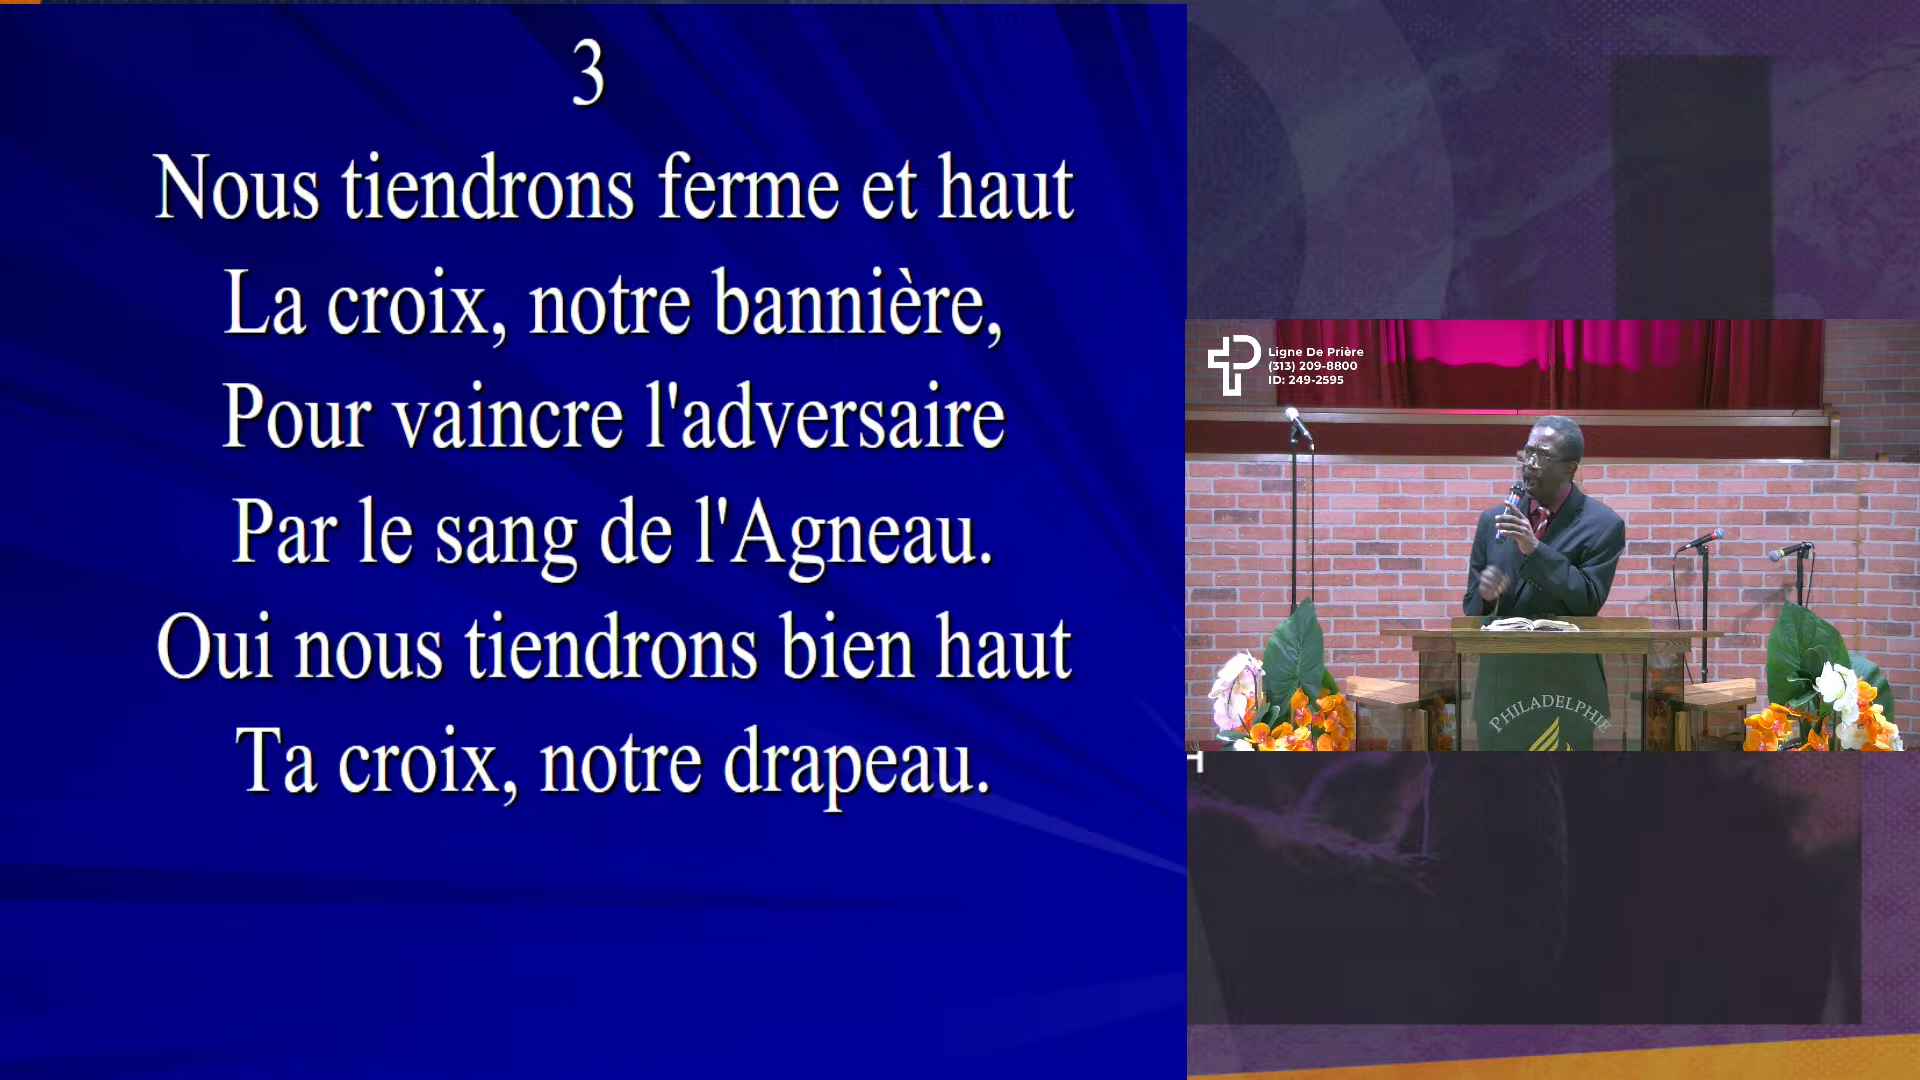 3
Nous tiendrons ferme et haut
La croix, notre bannière,
Pour vaincre l'adversaire
Par le sang de l'Agneau.
Oui nous tiendrons bien haut
Ta croix, notre drapeau.
Ligne De Prière
(313) 209-8800
ID: 249-2595
PHILADELPHIE
H